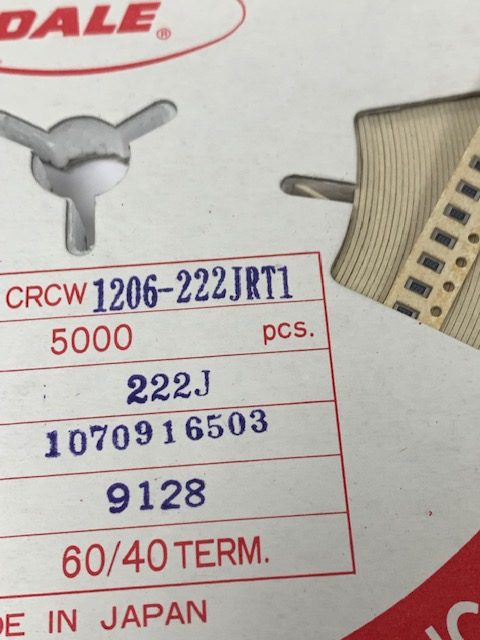 DALE®
CRCW 1206-222JRT1
5000 pcs.
222J
1070916503
9128
60/40 TERM.
DE IN JAPAN